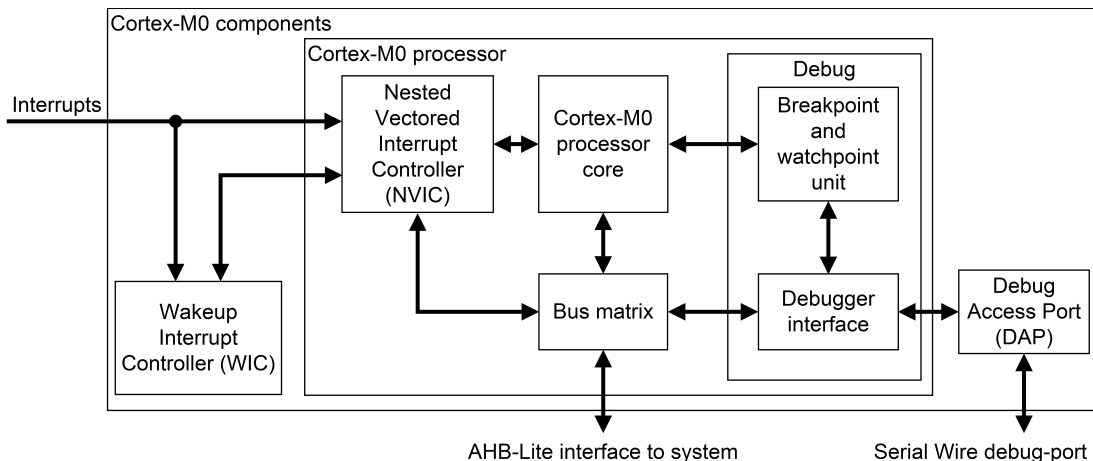 Cortex-M0 components
Cortex-M0 processor
Interrupts
Nested
Vectored
Interrupt
Controller
(NVIC)
Cortex-M0
processor
core
Debug
Breakpoint
and
watchpoint
unit
Wakeup
Interrupt
Controller (WIC)
Bus matrix
Debugger
interface
Debug
Access Port
(DAP)
AHB-Lite interface to system
Serial Wire debug-port